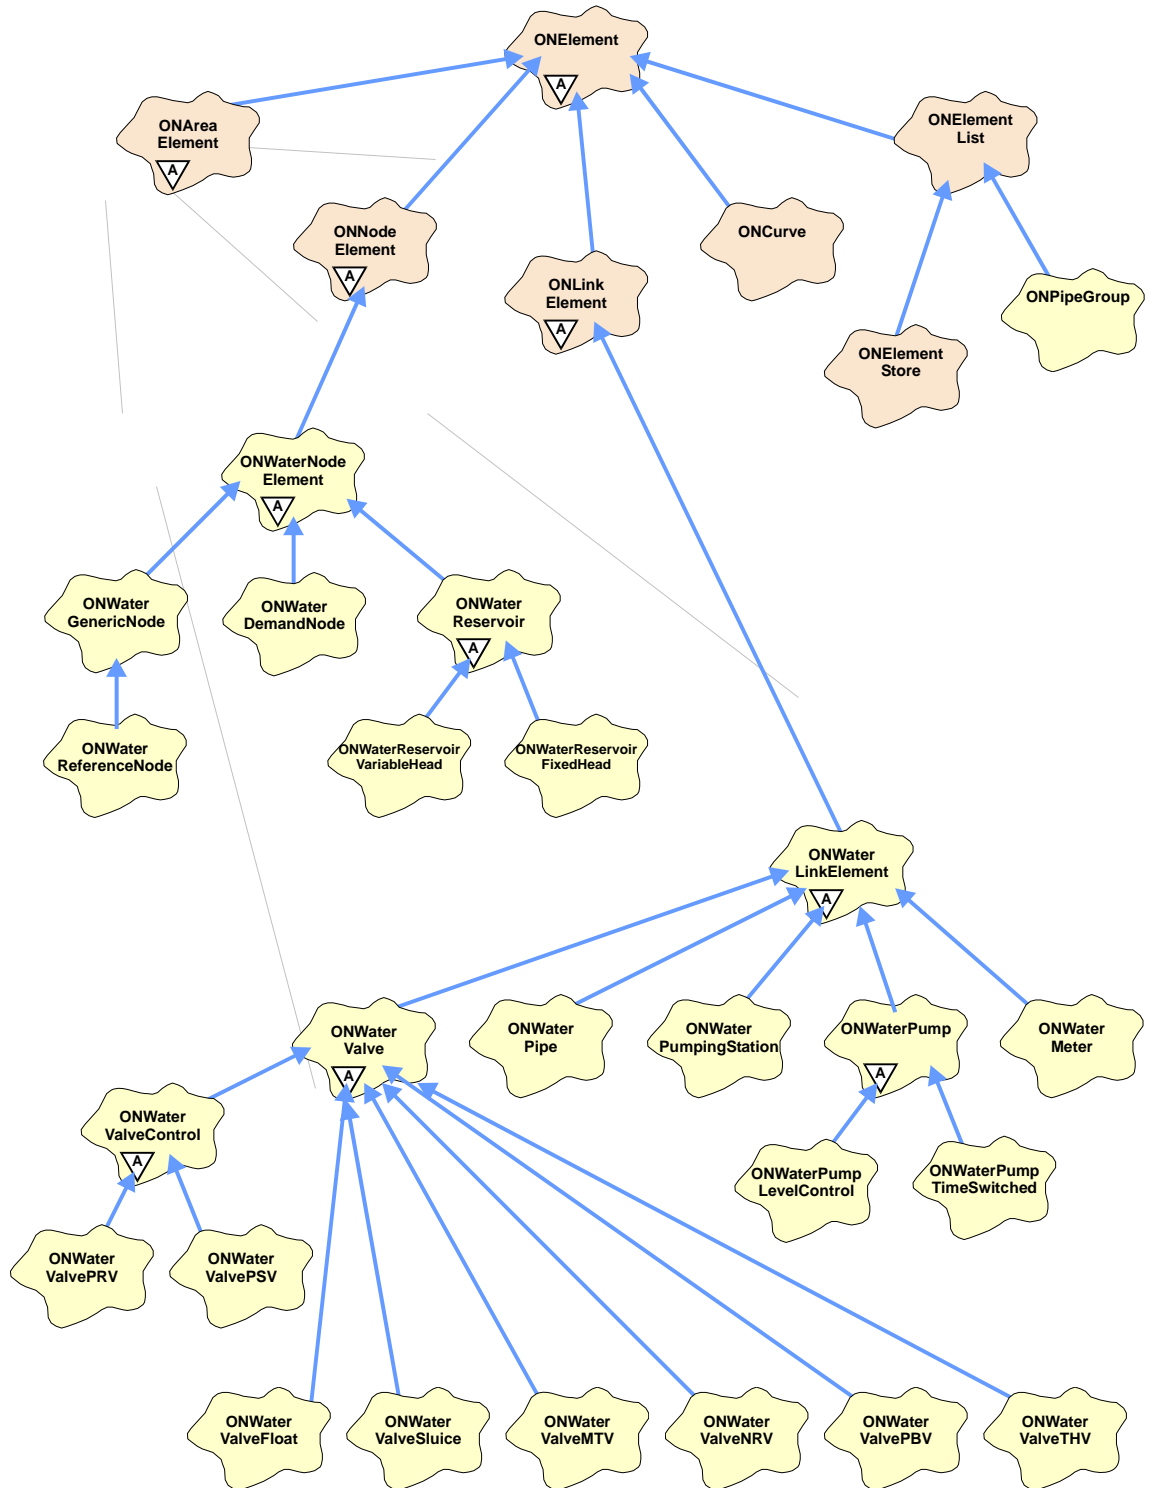 ONElement
A
ONArea
Element
A
ONElement
List
ONNode
Element
A
ONCurve
ONLink
Element
A
ONPipeGroup
ONElement
Store
ONWaterNode
Element
A
ONWater
GenericNode
ONWater
DemandNode
ONWater
Reservoir
A
ONWater
ReferenceNode
ONWaterReservoir
VariableHead
ONWaterReservoir
FixedHead
ONWater
LinkElement
A
ONWater
Valve
A
ONWater
Pipe
ONWater
PumpingStation
ONWaterPump
A
ONWater
Meter
ONWater
ValveControl
A
ONWaterPump
LevelControl
ONWaterPump
TimeSwitched
ONWater
ValvePRV
ONWater
ValvePSV
ONWater
ValveFloat
ONWater
ValveSluice
ONWater
ValveMTV
ONWater
ValveNRV
ONWater
ValvePBV
ONWater
ValveTHV